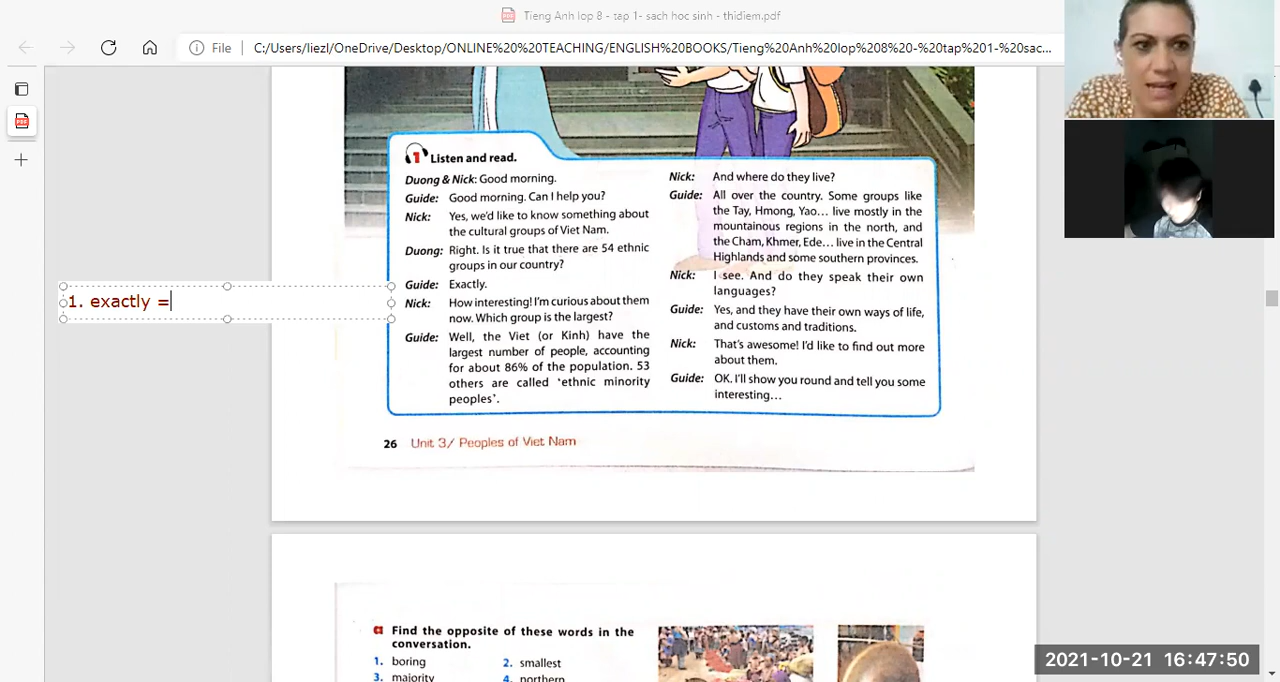 Tieng Anh lop 8 - tap 1- sach hoc sinh - thidiem.pdf
File
C:/Users/liezl/OneDrive/Desktop/ONLINE%20%20TEACHING/ENGLISH%20BOOKS/Tieng%20Anh%20lop%208%20-%20tap%201-%20sac...
1 Listen and read.
Duong & Nick: Good morning.
Guide: Good morning. Can I help you?
Nick: Yes, we'd like to know something about
the cultural groups of Viet Nam.
Duong: Right. Is it true that there are 54 ethnic
groups in our country?
Guide: Exactly.
Nick: How interesting! I'm curious about them
now. Which group is the largest?
Guide: Well, the Viet (or Kinh) have the
largest number of people, accounting
for about 86% of the population. 53
others are called 'ethnic minority
peoples'.
Nick: And where do they live?
Guide: All over the country. Some groups like
the Tay, Hmong, Yao... live mostly in the
mountainous regions in the north, and
the Cham, Khmer, Ede... live in the Central
Highlands and some southern provinces.
Nick: I see. And do they speak their own
languages?
Guide: Yes, and they have their own ways of life,
and customs and traditions.
Nick: That's awesome! I'd like to find out more
about them.
Guide: OK. I'll show you round and tell you some
interesting...
1. exactly =
26 Unit 3/ Peoples of Viet Nam
a Find the opposite of these words in the
conversation.
1. boring 2. smallest
3. majority 4. northern
2021-10-21 16:47:50